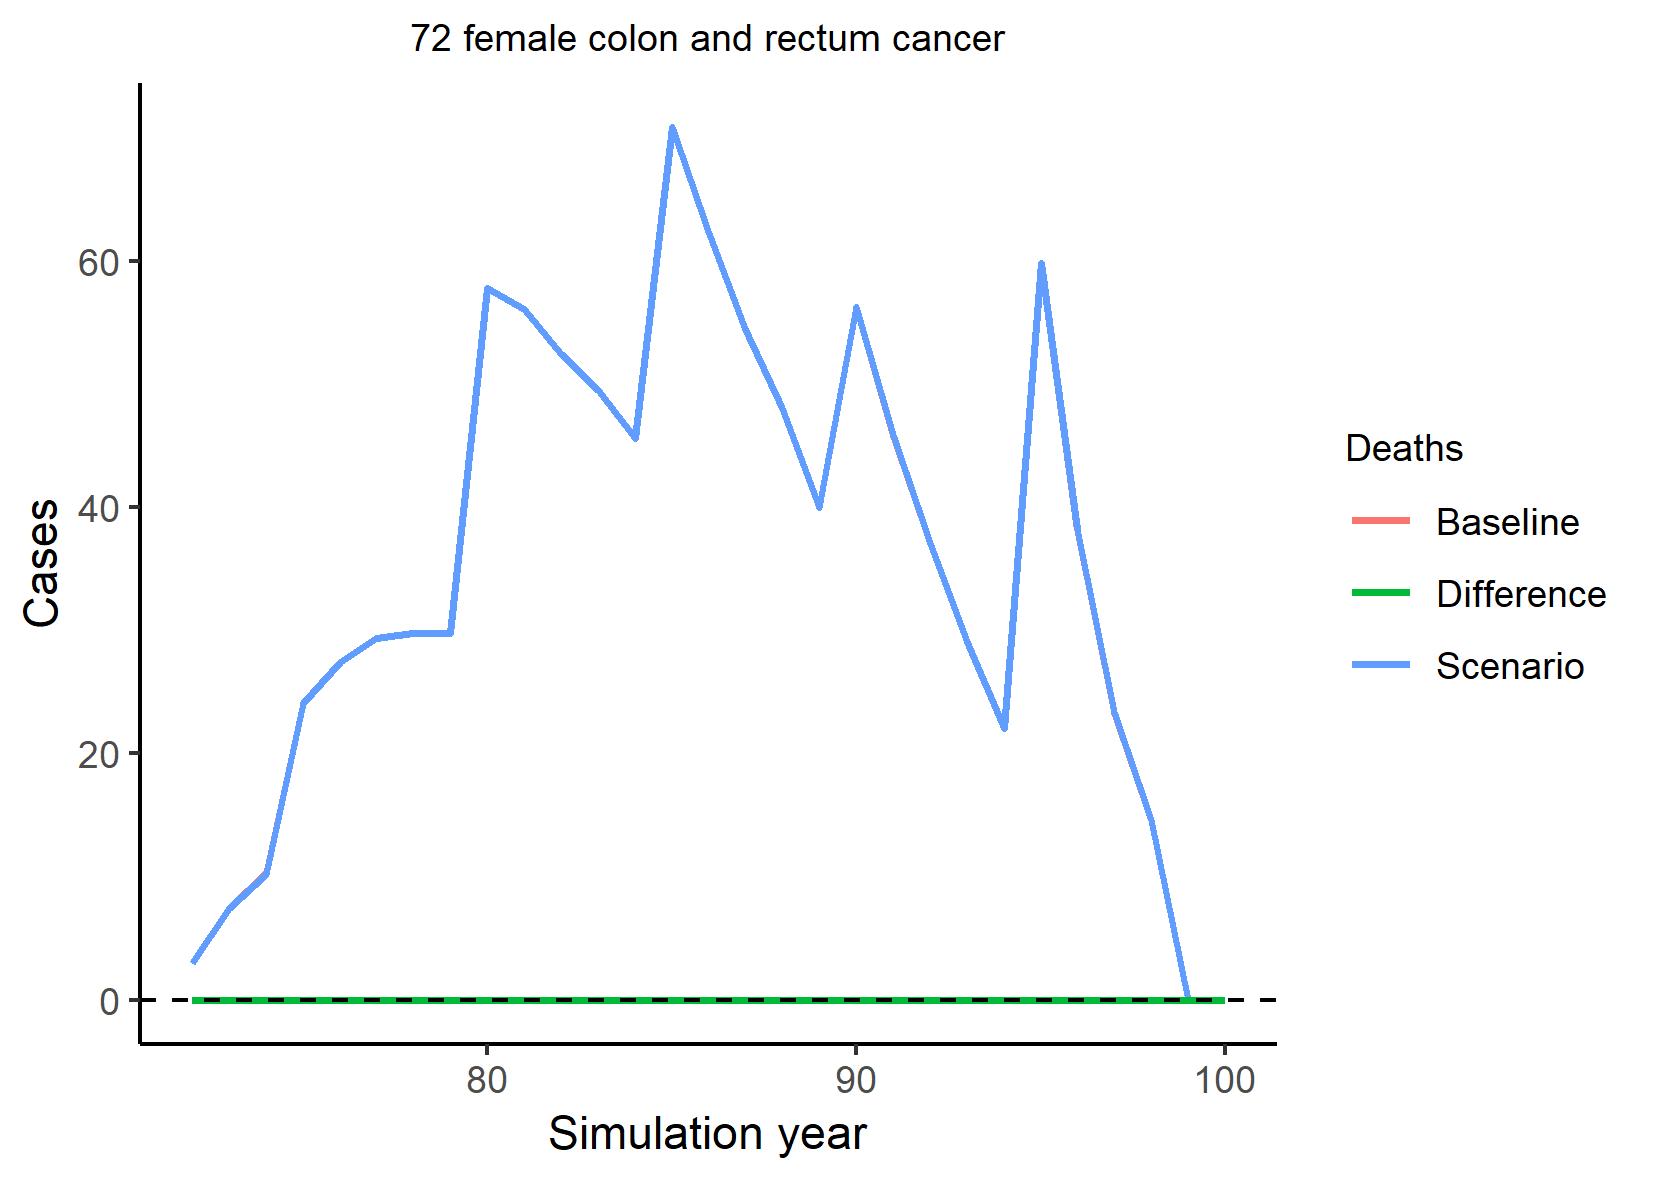 72 female colon and rectum cancer
Cases
60
40
20
0
80 90 100
Simulation year
Deaths
Baseline
Difference
Scenario